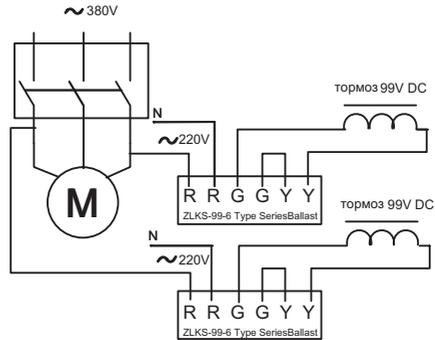 ~380V
тормоз 99V DC
N
~220V
M
R R G G Y Y
ZLKS-99-6 Type SeriesBallast
тормоз 99V DC
N
~220V
R R G G Y Y
ZLKS-99-6 Type SeriesBallast